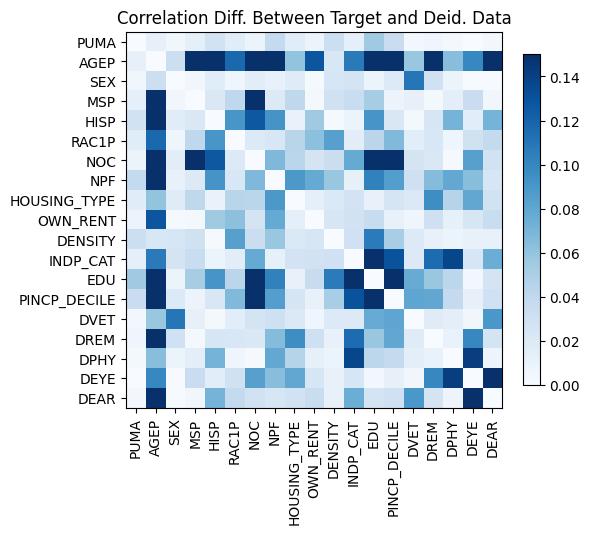 Correlation Diff. Between Target and Deid. Data
PUMA
AGEP
SEX
MSP
HISP
RAC1P
NOC
NPF
HOUSING_TYPE
OWN_RENT
DENSITY
INDP_CAT
EDU
PINCP_DECILE
DVET
DREM
DPHY
DEYE
DEAR
PUMA
AGEP
SEX
MSP
HISP
RAC1P
NOC
NPF
HOUSING_TYPE
OWN_RENT
DENSITY
INDP_CAT
EDU
PINCP_DECILE
DVET
DREM
DPHY
DEYE
DEAR
0.14
0.12
0.10
0.08
0.06
0.04
0.02
0.00